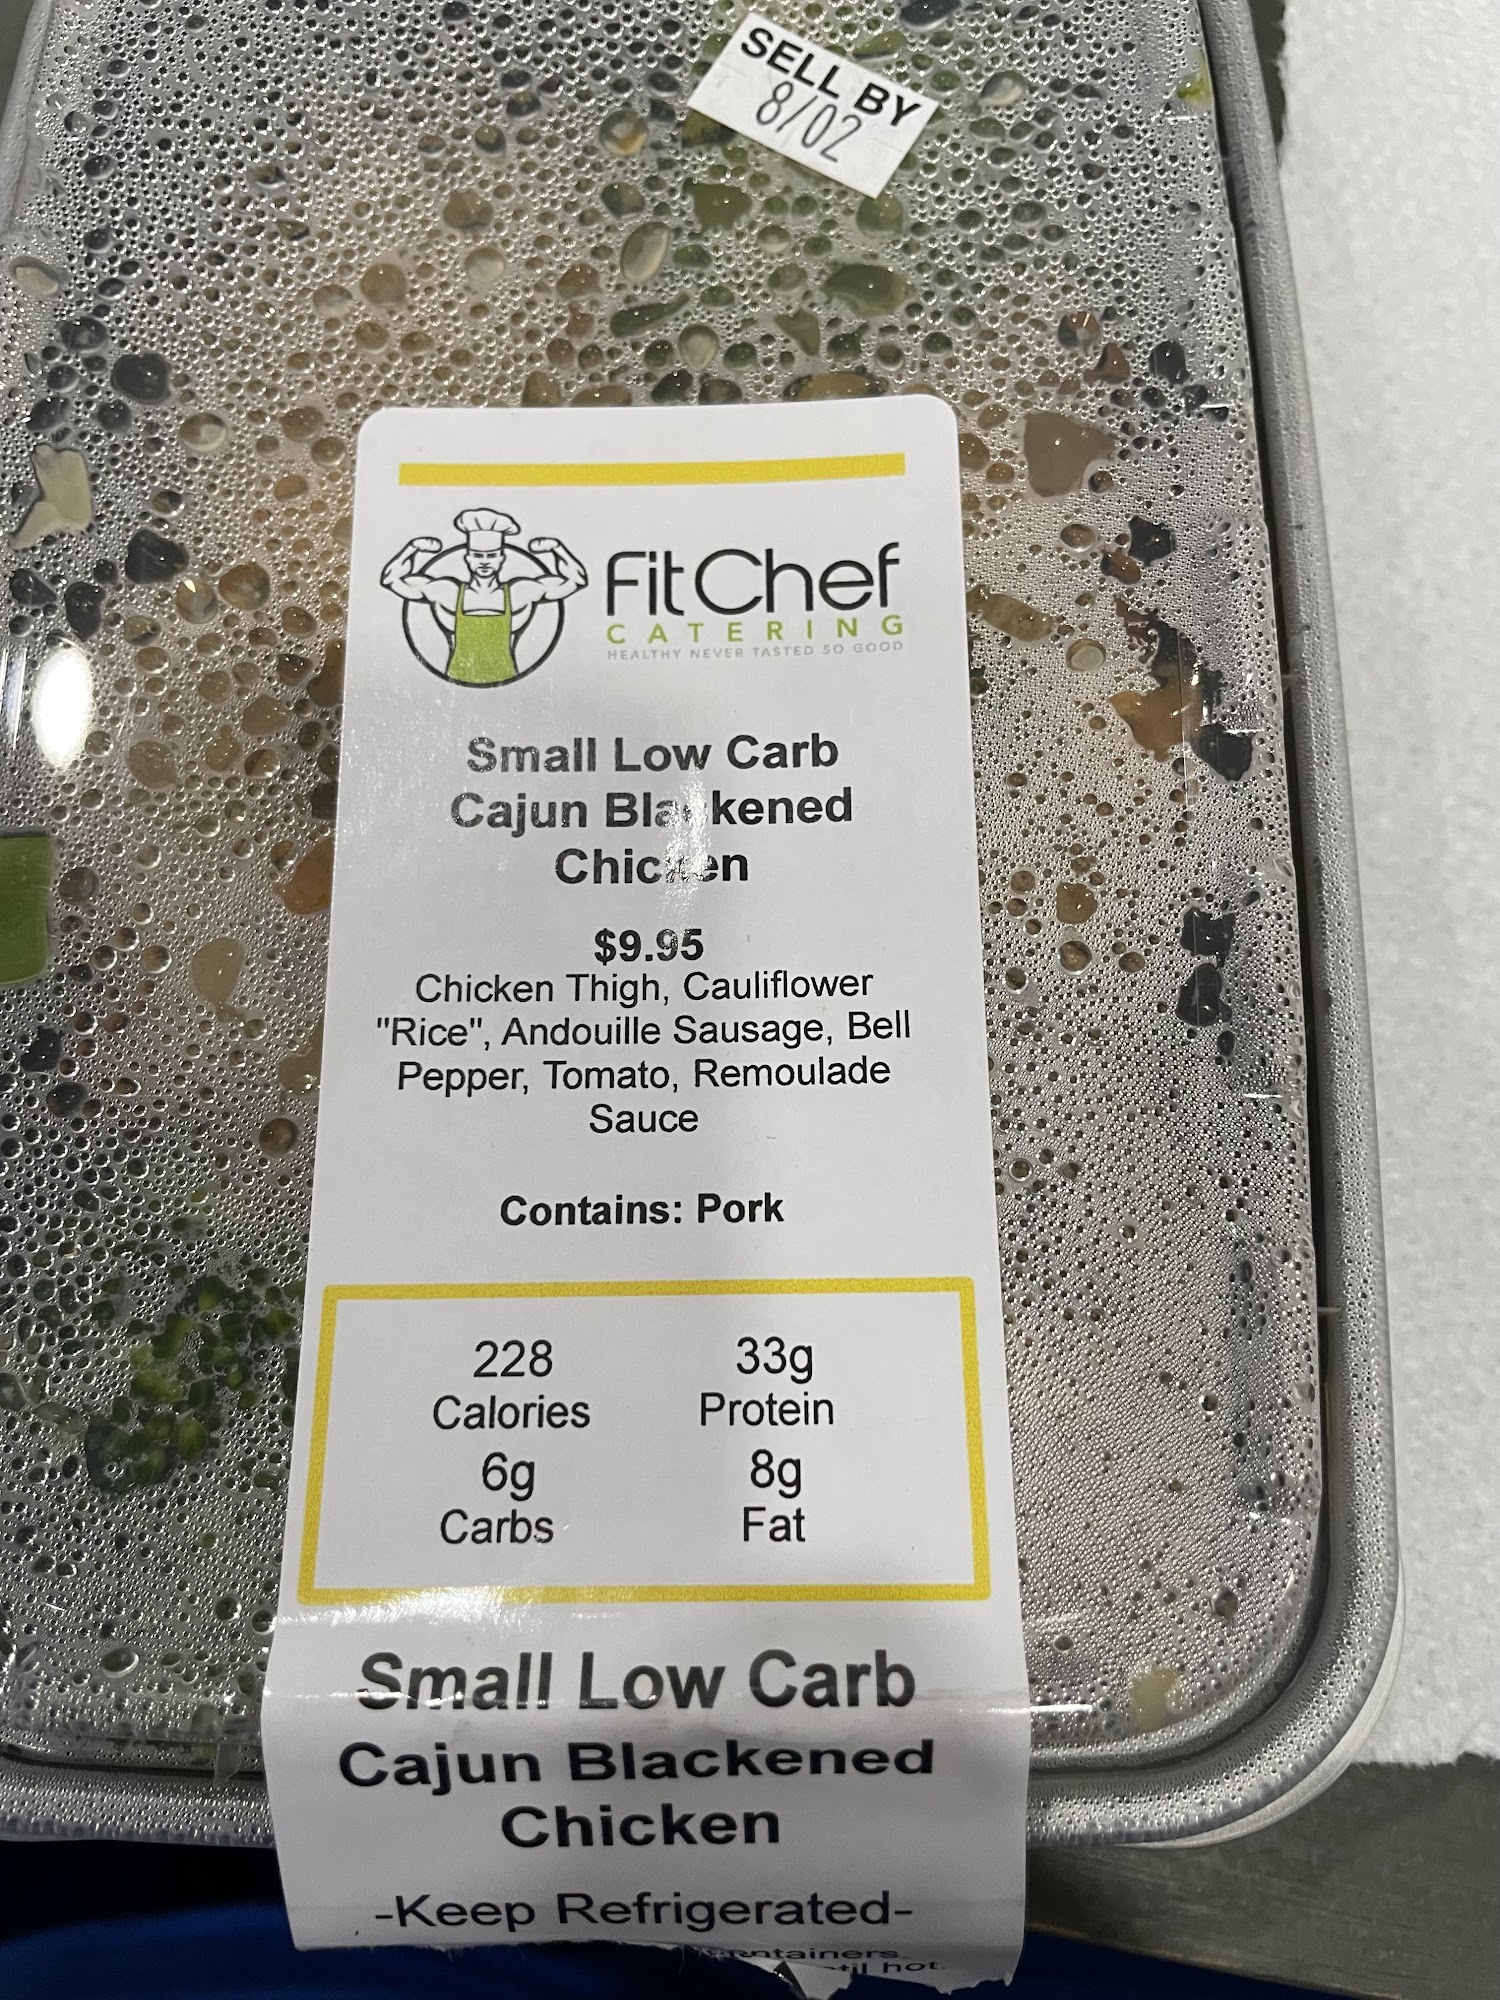 SELL BY
8/02
FitChef
CATERING
HEALTHY NEVER TASTED SO GOOD
Small Low Carb
Cajun Blackened
Chicken
$9.95
Chicken Thigh, Cauliflower
"Rice", Andouille Sausage, Bell
Pepper, Tomato, Remoulade
Sauce
Contains: Pork
228 33g
Calories Protein
6g 8g
Carbs Fat
Small Low Carb
Cajun Blackened
Chicken
-Keep Refrigerated-
hot.